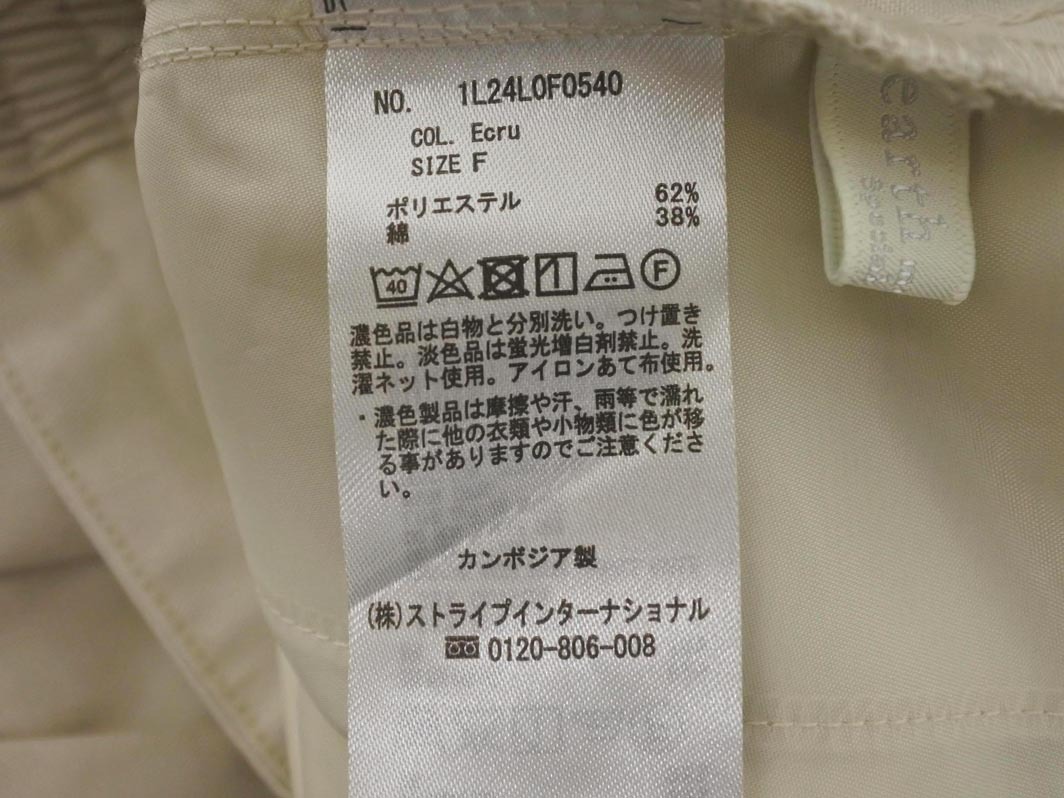 NO. 1L24L0F0540
COL. Ecru
SIZE F
ポリエステル 62%
綿 38%
40
F
濃色品は白物と分別洗い。つけ置き
禁止。淡色品は蛍光増白剤禁止。洗
濯ネット使用。アイロンあて布使用。
・濃色製品は摩擦や汗、雨等で濡れ
た際に他の衣類や小物類に色が移
る事がありますのでご注意くださ
い。
カンボジア製
(株)ストライプインターナショナル
0120-806-008
earth